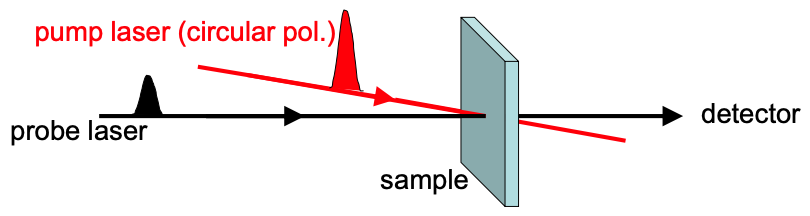 pump laser (circular pol.)
probe laser
detector
sample